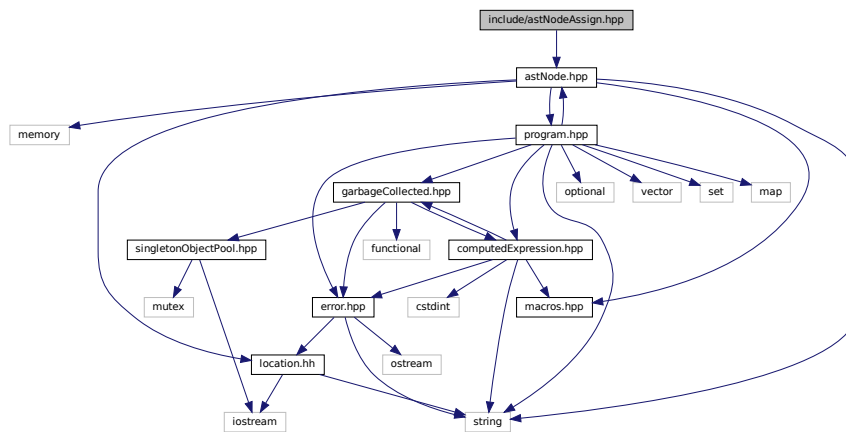 include/astNodeAssign.hpp
astNode.hpp
memory
program.hpp
garbageCollected.hpp
optional
vector
set
map
singletonObjectPool.hpp
functional
computedExpression.hpp
mutex
error.hpp
cstdint
macros.hpp
location.hh
ostream
iostream
string